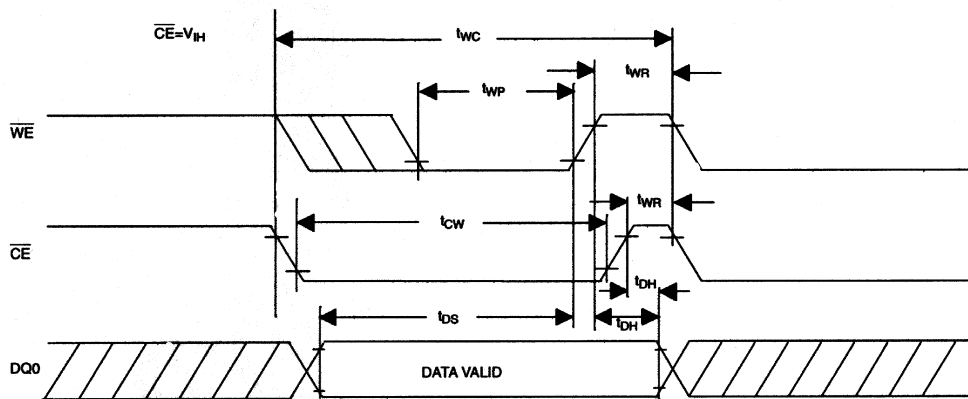 CE=VIH
tWC
tWR
tWP
WE
tWR
tCW
CE
tDH
tDS
tDH
DQ0
DATA VALID